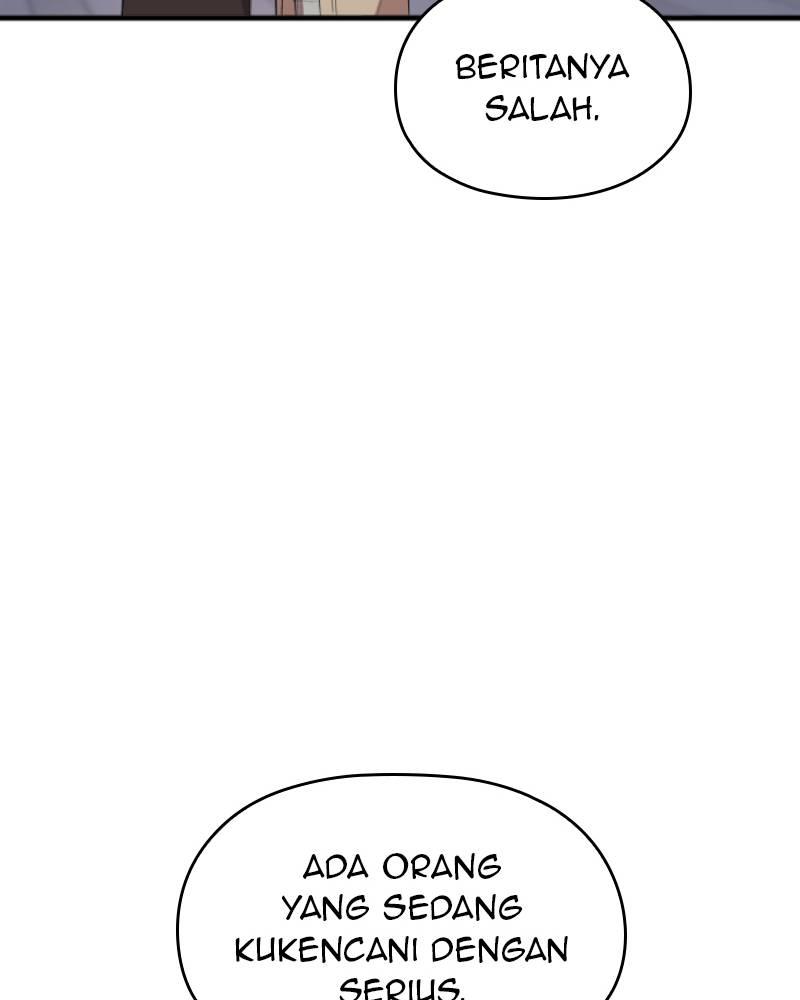 BERITANYA
SALAH.
ADA ORANG
YANG SEDANG
KUKENCANI DENGAN
SERIUS.